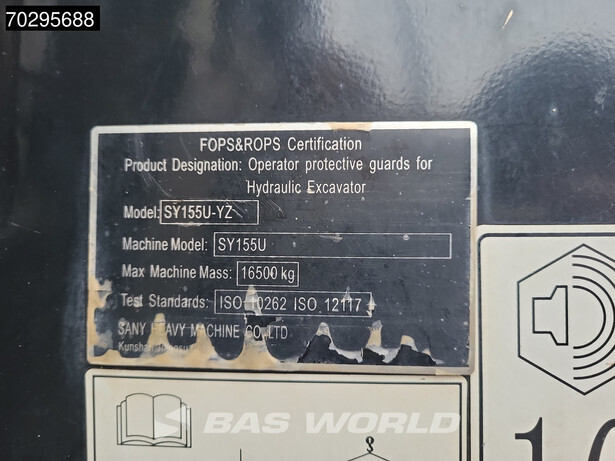 70295688
FOPS&ROPS Certification
Product Designation: Operator protective guards for
Hydraulic Excavator
Model: SY155U-YZ
Machine Model: SY155U
Max Machine Mass: 16500 kg
Test Standards: ISO 10262 ISO 12117
SANY HEAVY MACHINE CO.,LTD
Kunshan
BAS WORLD